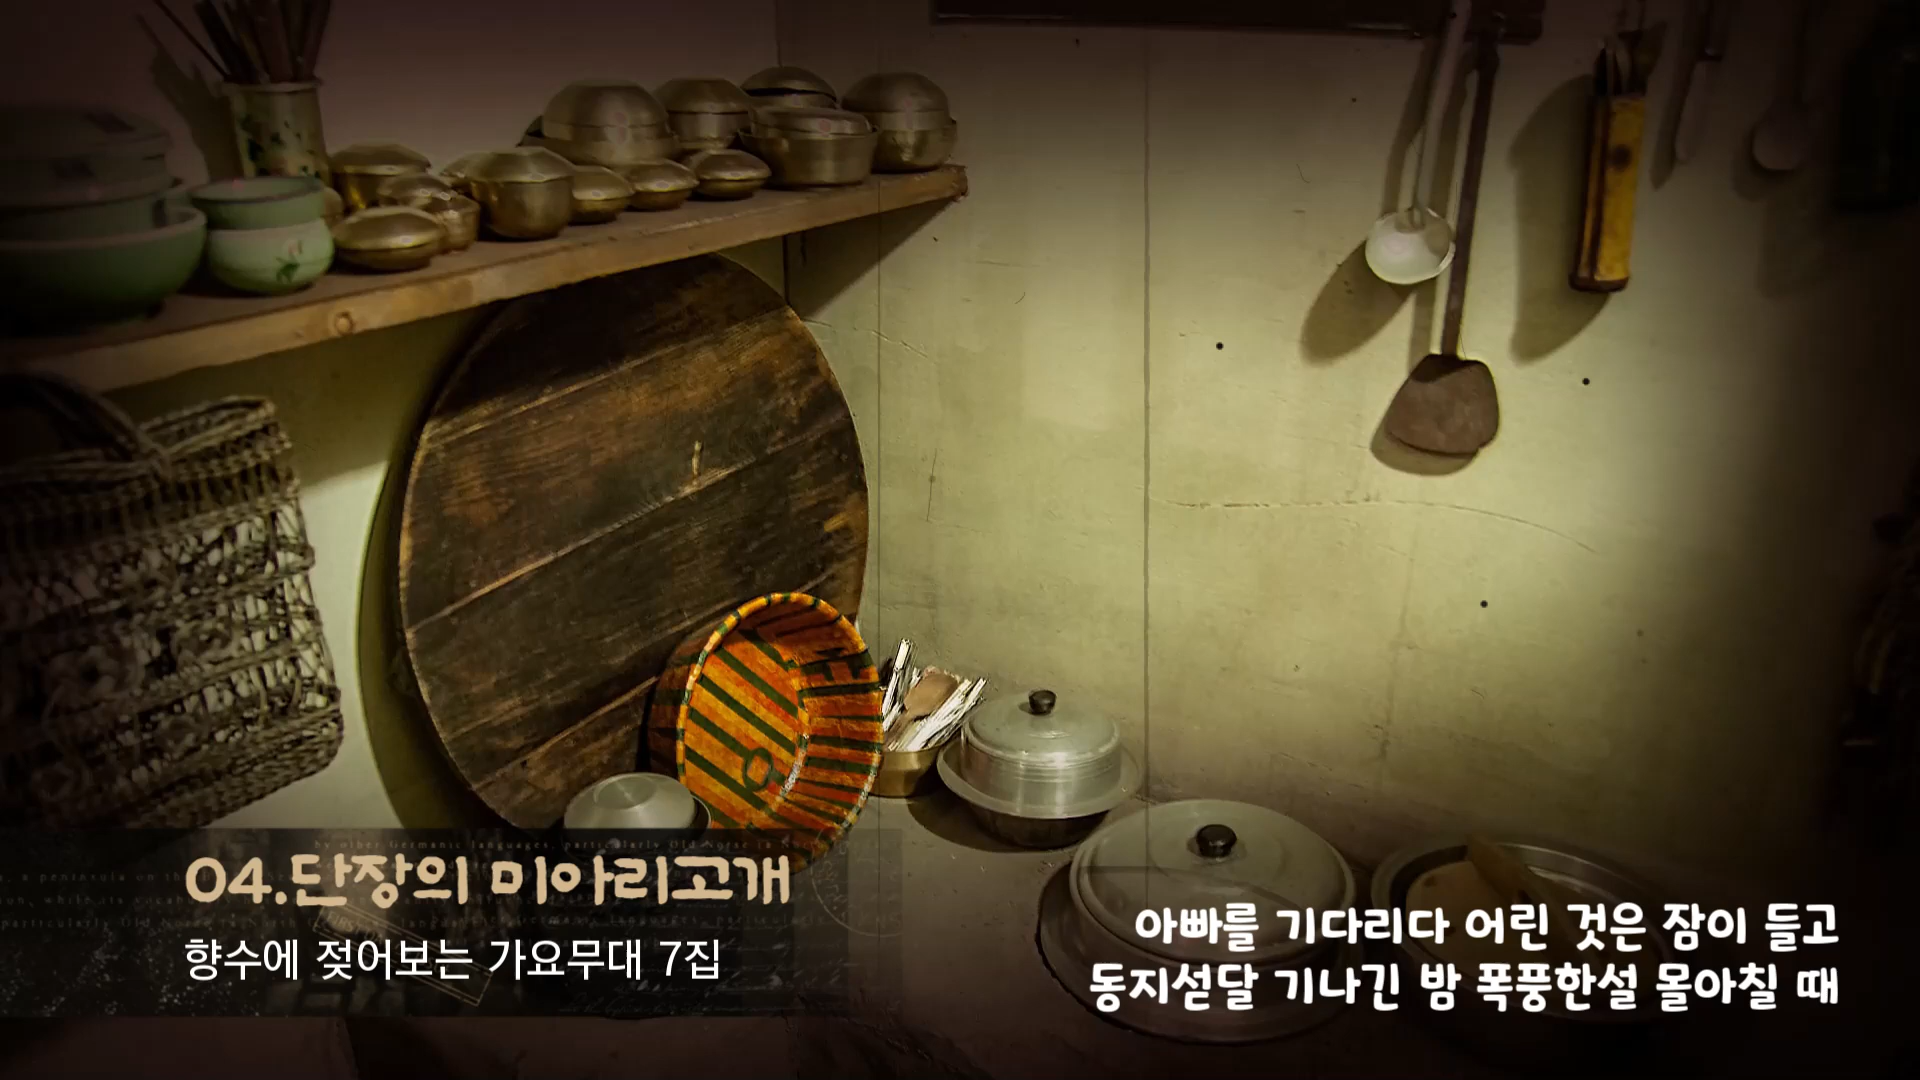 04.단장의 미아리고개
향수에 젖어보는 가요무대 7집
아빠를 기다리다 어린 것은 잠이 들고
동지섣달 기나긴 밤 폭풍한설 몰아칠 때